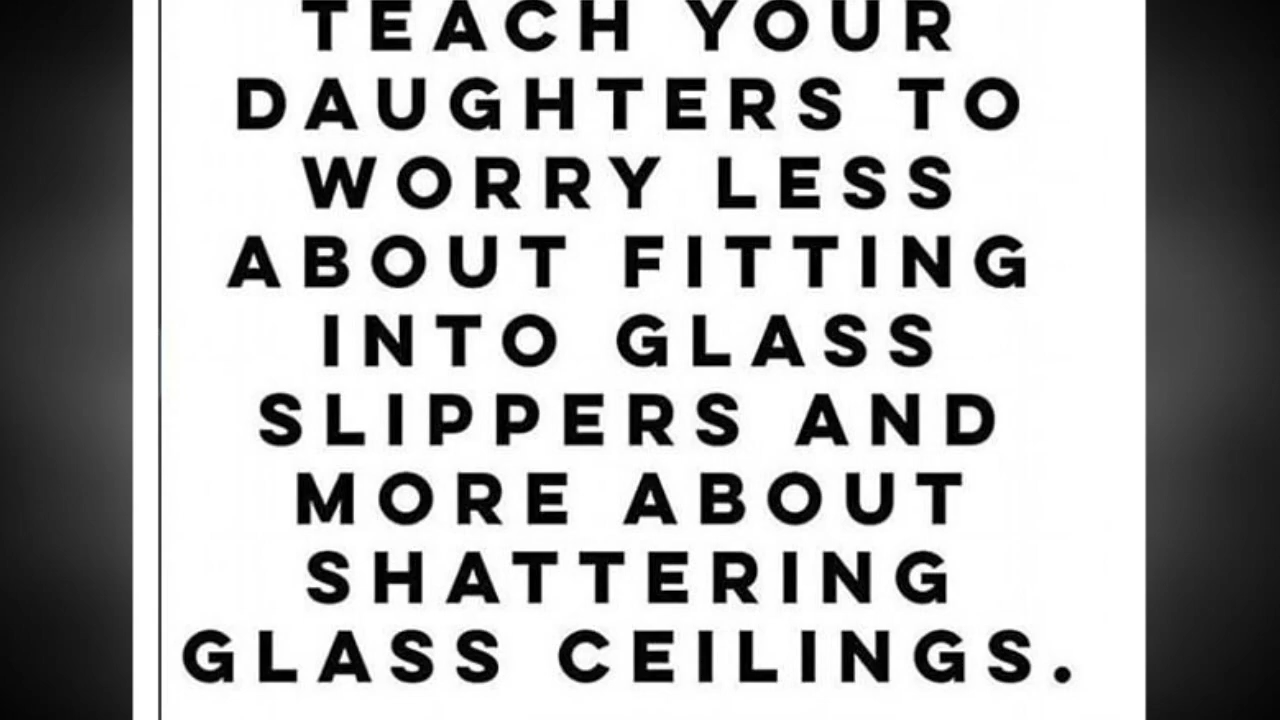 TEACH YOUR
DAUGHTERS TO
WORRY LESS
ABOUT FITTING
INTO GLASS
SLIPPERS AND
MORE ABOUT
SHATTERING
GLASS CEILINGS.